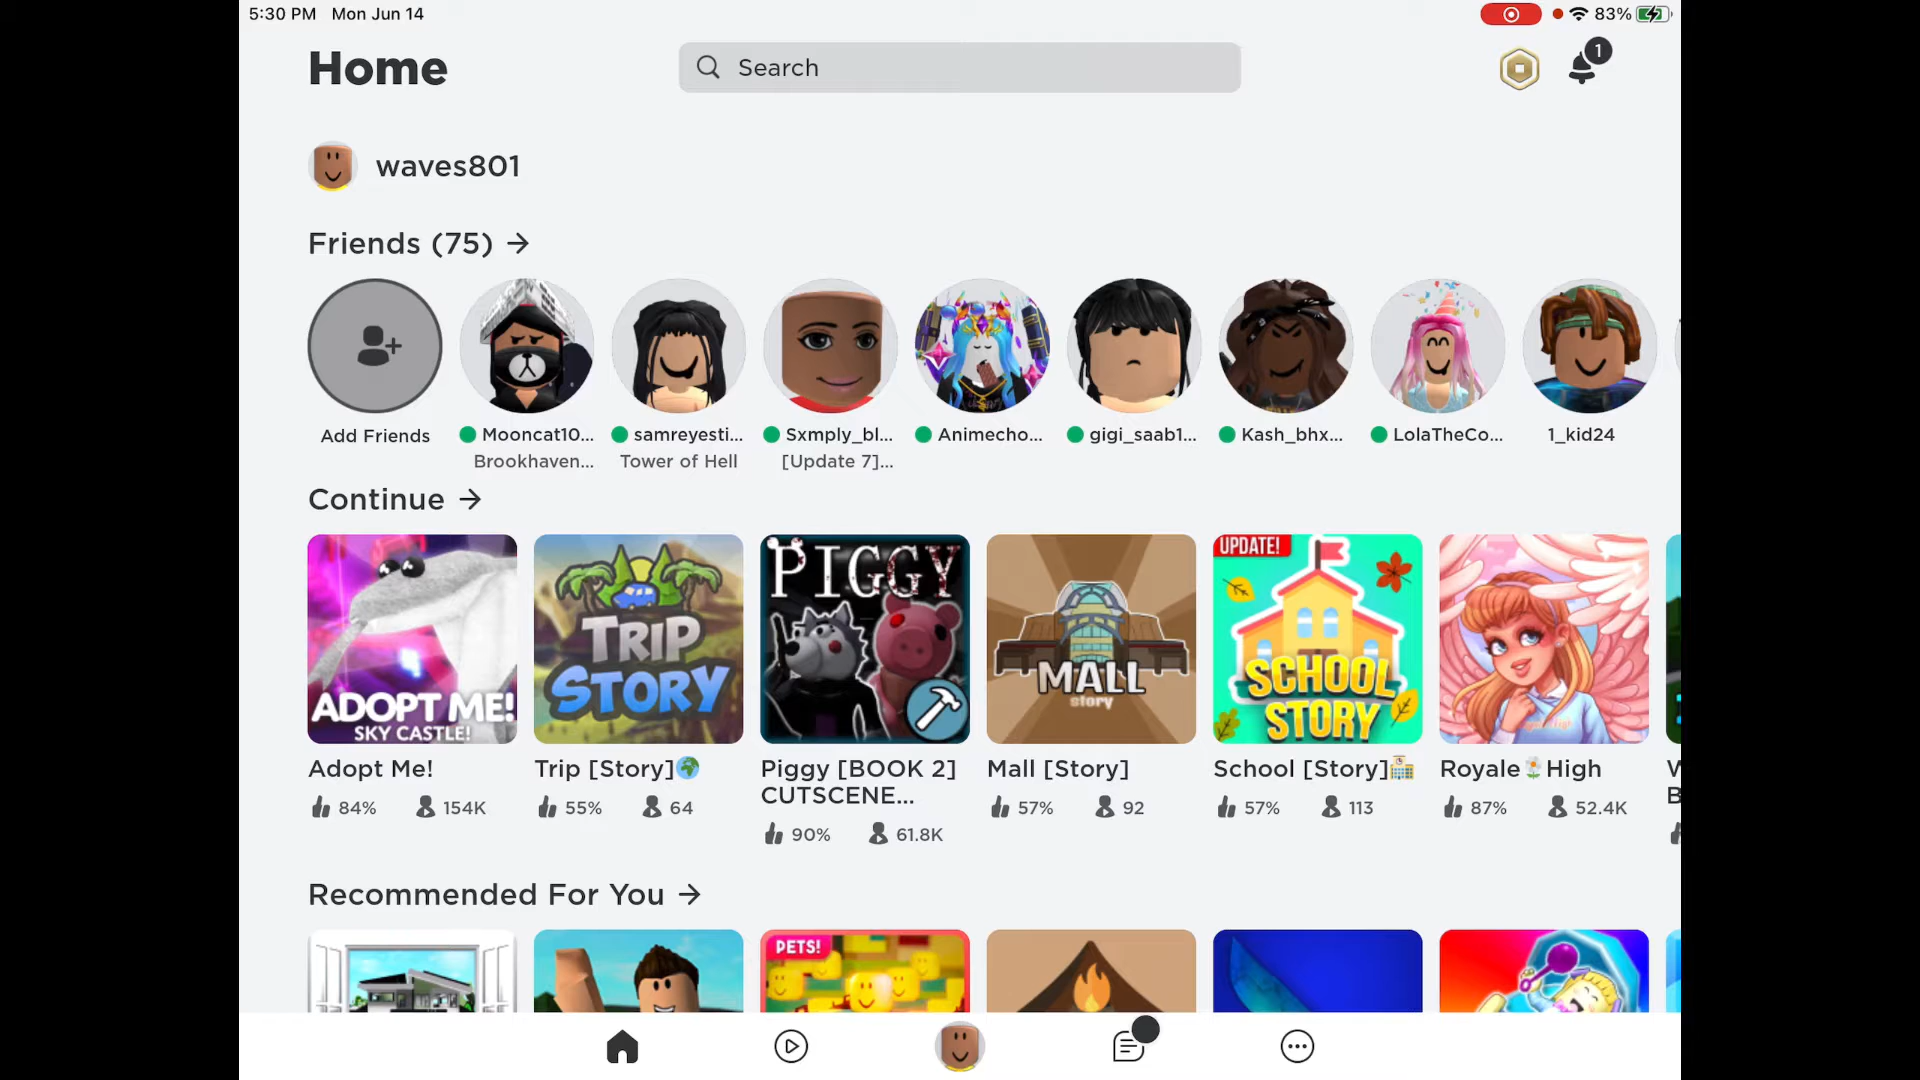 5:30 PM Mon Jun 14
83%
Home
Search
1
waves801
Friends (75)
Add Friends
Mooncat10...
Brookhaven...
samreyesti...
Tower of Hell
Sxmply_bl...
[Update 7]...
Animecho...
gigi_saab1...
Kash_bhx...
LolaTheCo...
1_kid24
Continue
ADOPT ME!
SKY CASTLE!
TRIP
STORY
PIGGY
MALL
story
UPDATE!
SCHOOL
STORY
Adopt Me!
84% 154K
Trip [Story]
55% 64
Piggy [BOOK 2]
CUTSCENE...
90% 61.8K
Mall [Story]
57% 92
School [Story]
57% 113
Royale High
87% 52.4K
Recommended For You
PETS!